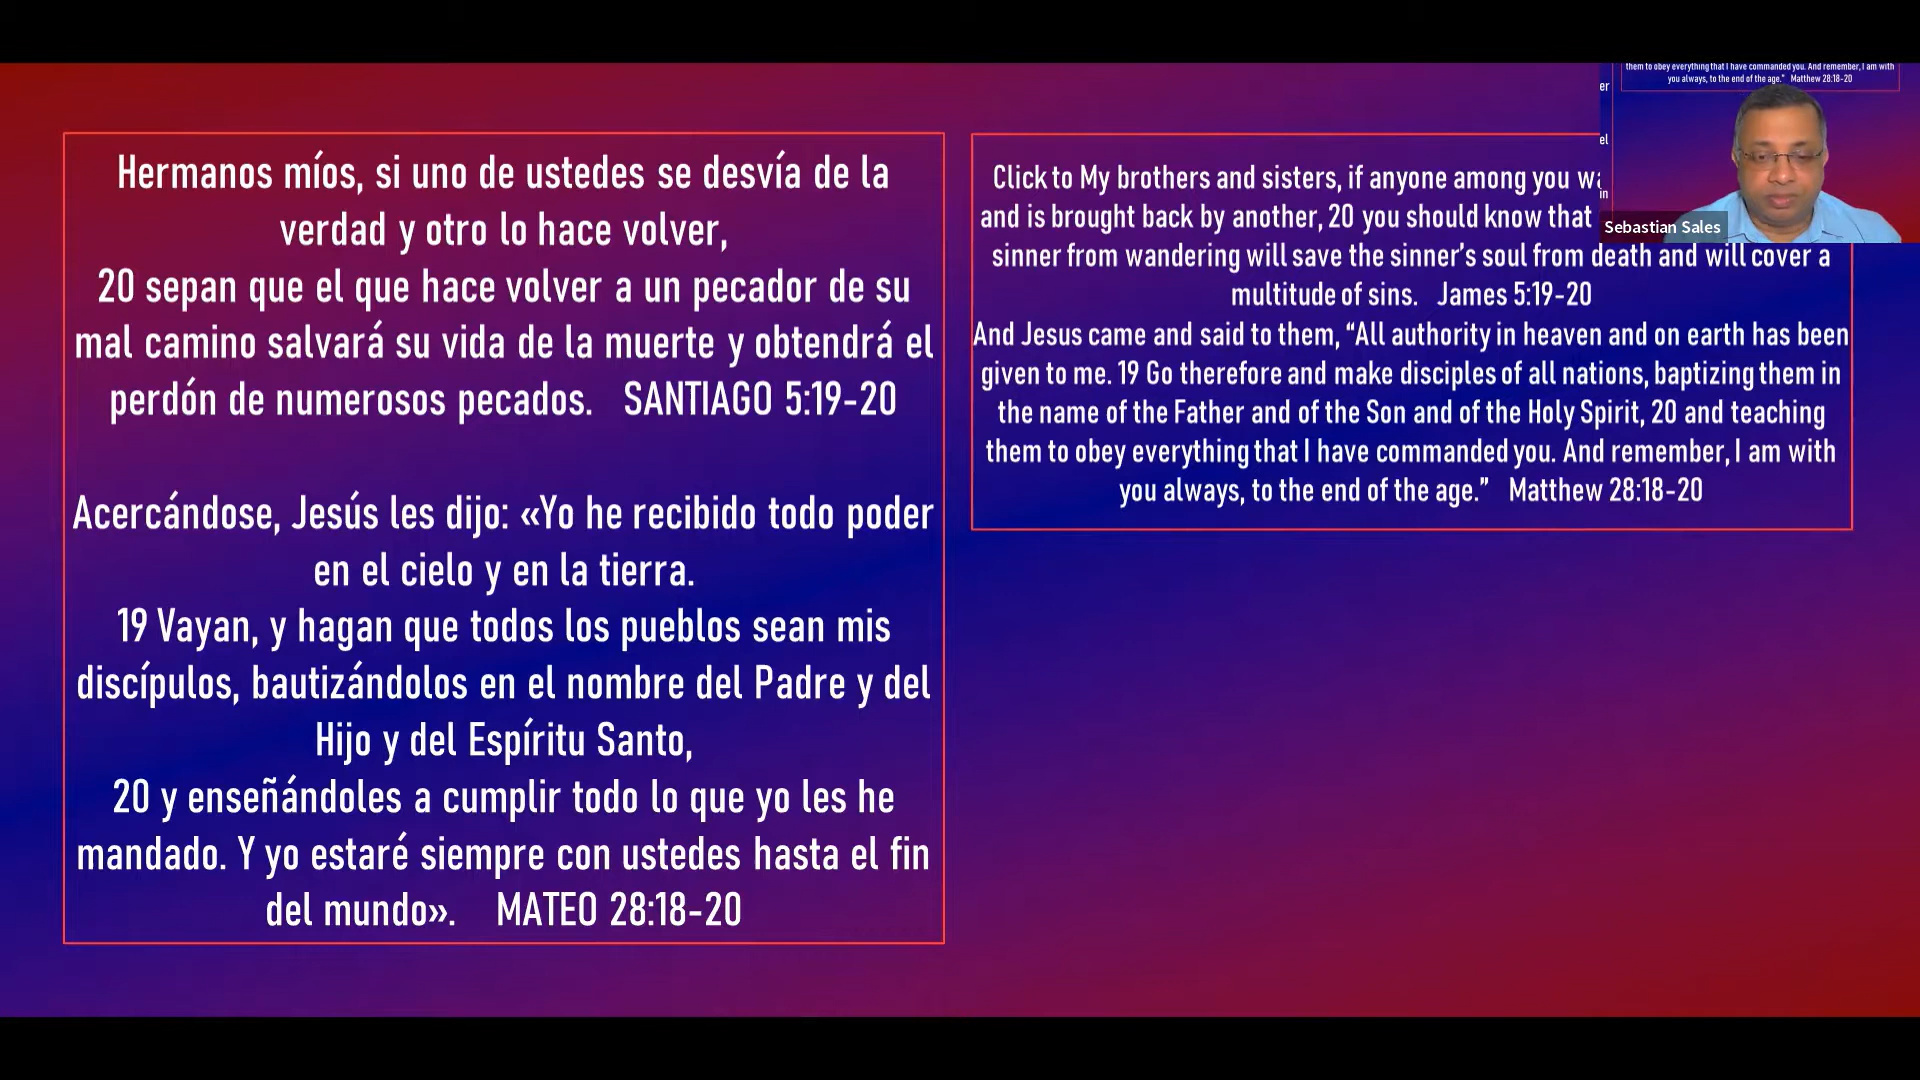 Hermanos míos, si uno de ustedes se desvía de la
verdad y otro lo hace volver,
20 sepan que el que hace volver a un pecador de su
mal camino salvará su vida de la muerte y obtendrá el
perdón de numerosos pecados. SANTIAGO 5:19-20
Acercándose, Jesús les dijo: «Yo he recibido todo poder
en el cielo y en la tierra.
19 Vayan, y hagan que todos los pueblos sean mis
discípulos, bautizándolos en el nombre del Padre y del
Hijo y del Espíritu Santo,
20 y enseñándoles a cumplir todo lo que yo les he
mandado. Y yo estaré siempre con ustedes hasta el fin
del mundo». MATEO 28:18-20
Click to My brothers and sisters, if anyone among you
and is brought back by another, 20 you should know that
sinner from wandering will save the sinner's soul from death and will cover a
multitude of sins. James 5:19-20
And Jesus came and said to them, “All authority in heaven and on earth has been
given to me. 19 Go therefore and make disciples of all nations, baptizing them in
the name of the Father and of the Son and of the Holy Spirit, 20 and teaching
them to obey everything that I have commanded you. And remember, I am with
you always, to the end of the age.” Matthew 28:18-20
them to obey everything that I have commanded you. And remember, I am with
you always, to the end of the age.” Matthew 28:18-20
er
el
in
Sebastian Sales